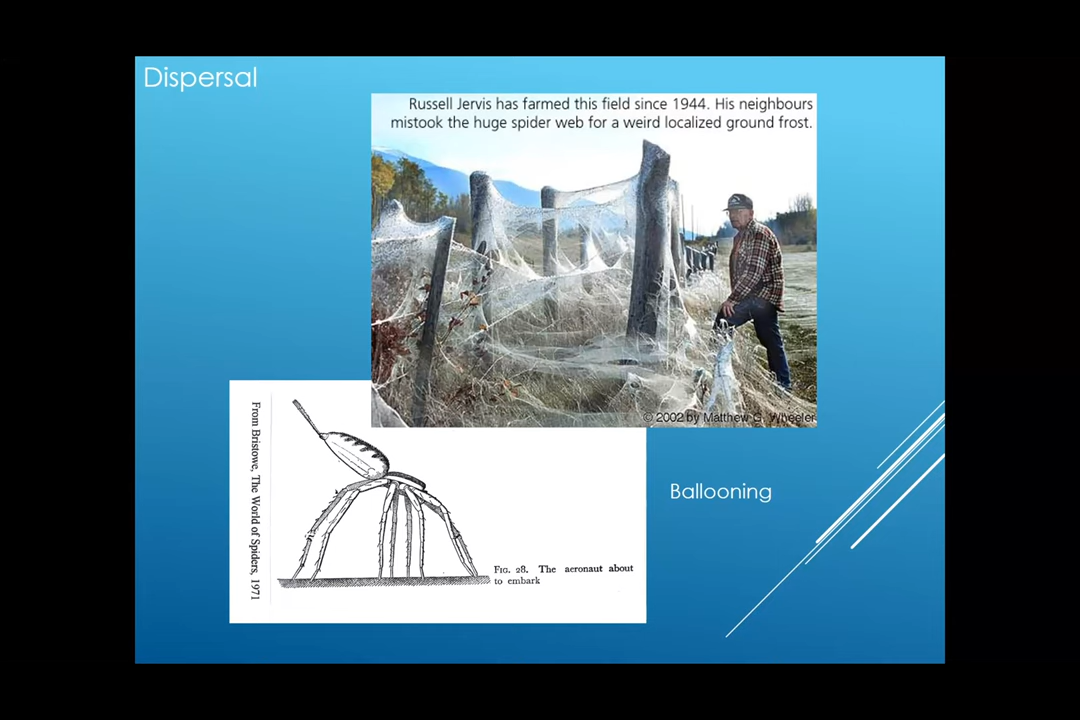 Dispersal
Russell Jervis has farmed this field since 1944. His neighbours
mistook the huge spider web for a weird localized ground frost.
© 2002 by Matthew G. Wheeler
From Bristowe, The World of Spiders, 1971
Ballooning
FIG. 28. The aeronaut about
to embark